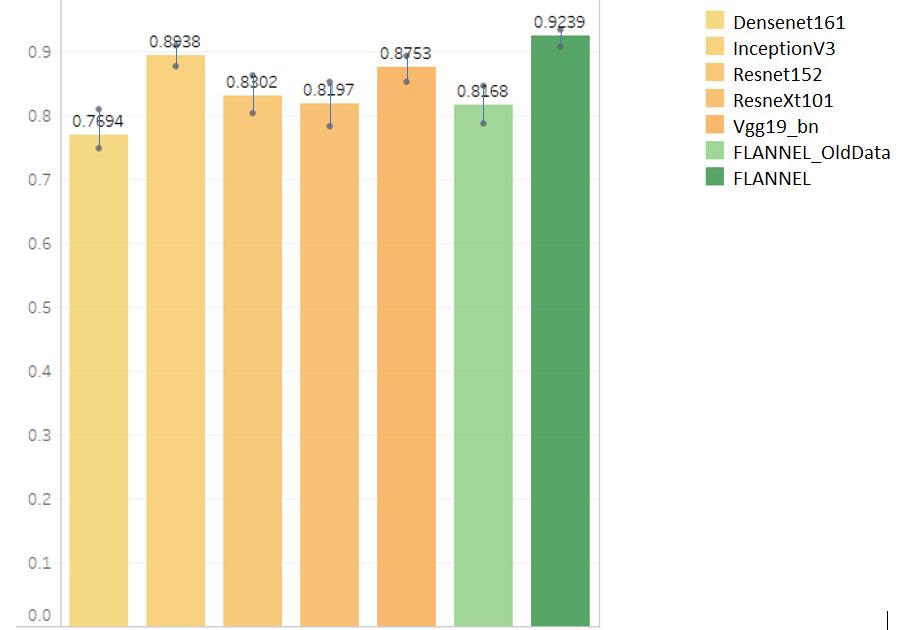 0.9239
0.8938
0.8753
0.8302
0.8197
0.8168
0.7694
0.9
0.8
0.7
0.6
0.5
0.4
0.3
0.2
0.1
0.0
Densenet161
InceptionV3
Resnet152
ResneXt101
Vgg19_bn
FLANNEL_OldData
FLANNEL